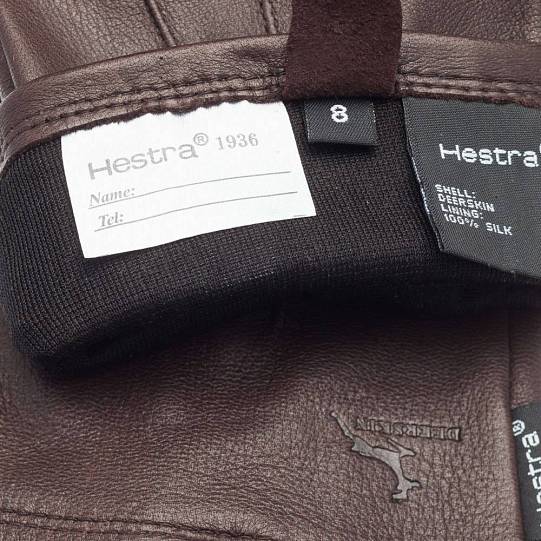 Hestra® 1936
Name:
Tel:
8
Hestra®
SHELL:
DEERSKIN
LINING:
100% SILK
DEERSKIN
Hestra®